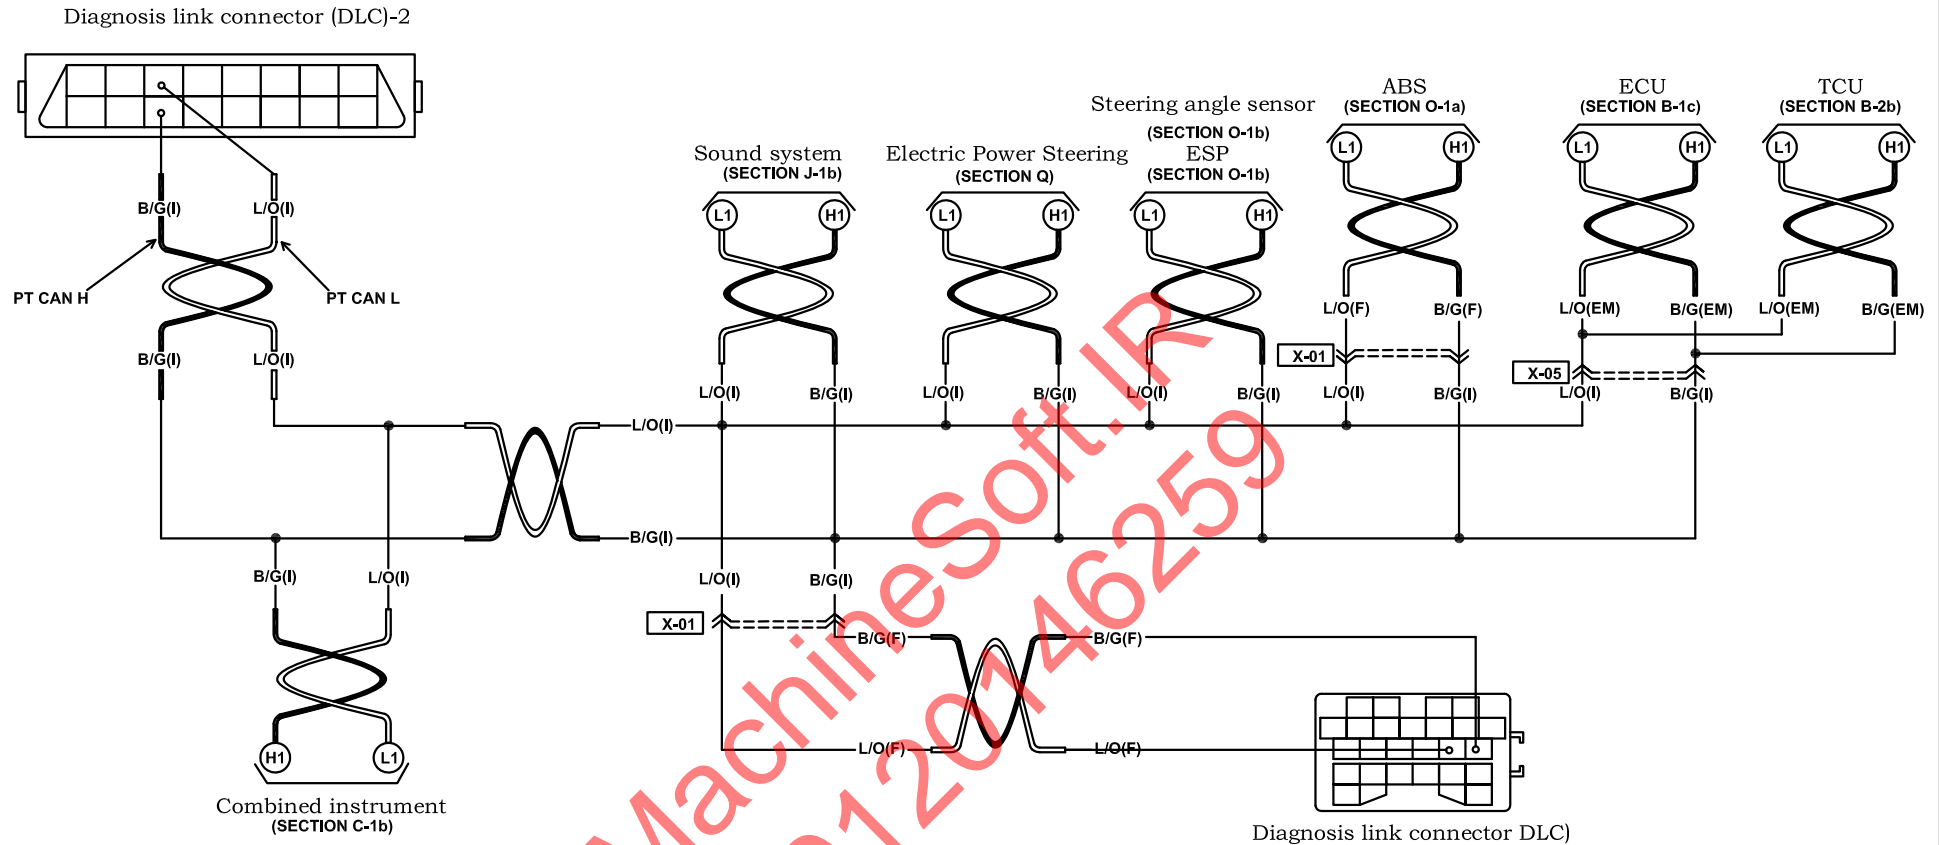 Diagnosis link connector (DLC)-2
B/G(I)
L/O(I)
PT CAN H
PT CAN L
B/G(I)
L/O(I)
Sound system
(SECTION J-1b)
L1
H1
L/O(I)
B/G(I)
Electric Power Steering
(SECTION Q)
L1
H1
L/O(I)
B/G(I)
Steering angle sensor
(SECTION O-1b)
ESP
(SECTION O-1b)
L1
H1
L/O(I)
B/G(I)
ABS
(SECTION O-1a)
L1
H1
L/O(F)
B/G(F)
X-01
L/O(I)
B/G(I)
ECU
(SECTION B-1c)
L1
H1
L/O(EM)
B/G(EM)
X-05
L/O(I)
B/G(I)
TCU
(SECTION B-2b)
L1
H1
L/O(EM)
B/G(EM)
L/O(I)
B/G(I)
B/G(I)
L/O(I)
H1
L1
Combined instrument
(SECTION C-1b)
L/O(I)
B/G(I)
X-01
B/G(F)
B/G(F)
L/O(F)
L/O(F)
Diagnosis link connector DLC)
MachineSoft.IR
9120146259